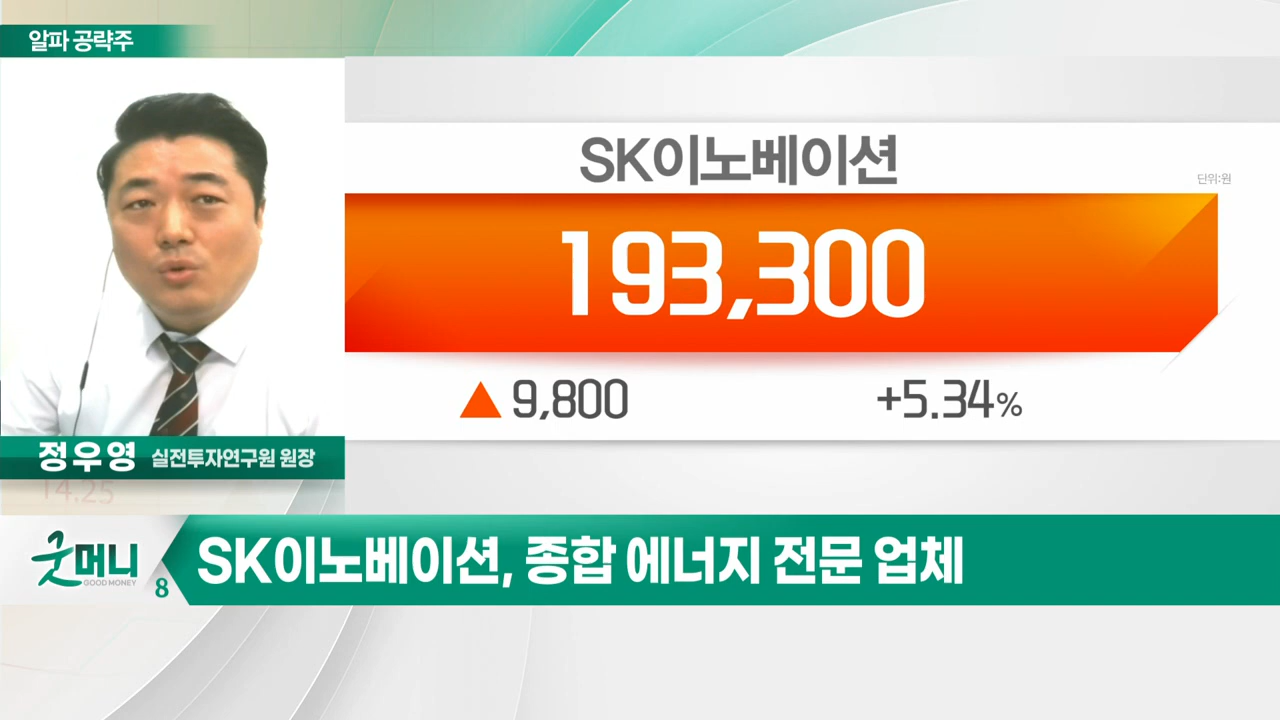 알파 공략주
SK이노베이션
단위:원
193,300
▲ 9,800 +5.34%
정우영 실전투자연구원 원장
14.25
굿머니
GOOD MONEY
8
SK이노베이션, 종합 에너지 전문 업체